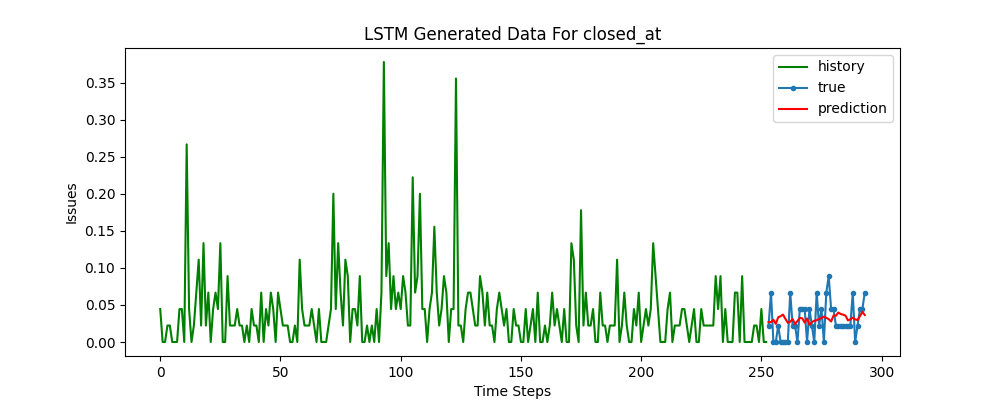 LSTM Generated Data For closed_at
history
true
prediction
Issues
0.35
0.30
0.25
0.20
0.15
0.10
0.05
0.00
0
50
100
150
200
250
300
Time Steps